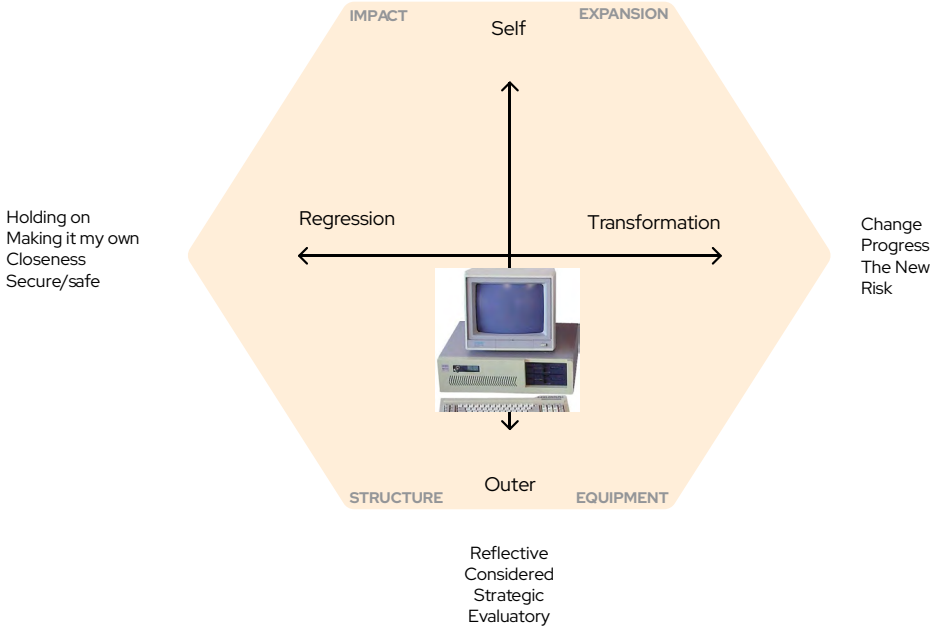 IMPACT
EXPANSION
Self
Regression
Transformation
Holding on
Making it my own
Closeness
Secure/safe
Change
Progress
The New
Risk
Outer
STRUCTURE
EQUIPMENT
Reflective
Considered
Strategic
Evaluatory